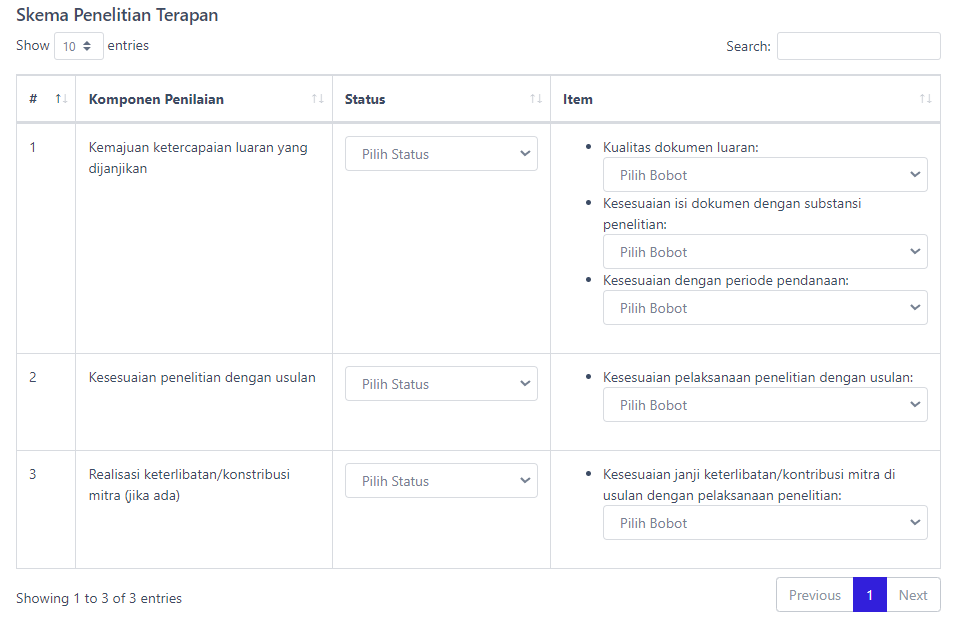 Skema Penelitian Terapan
Show 10 entries
Search:
# Komponen Penilaian Status Item
1
Kemajuan ketercapaian luaran yang
dijanjikan
Pilih Status
Kualitas dokumen luaran:
Pilih Bobot
Kesesuaian isi dokumen dengan substansi
penelitian:
Pilih Bobot
Kesesuaian dengan periode pendanaan:
Pilih Bobot
2
Kesesuaian penelitian dengan usulan
Pilih Status
Kesesuaian pelaksanaan penelitian dengan usulan:
Pilih Bobot
3
Realisasi keterlibatan/konstribusi
mitra (jika ada)
Pilih Status
Kesesuaian janji keterlibatan/kontribusi mitra di
usulan dengan pelaksanaan penelitian:
Pilih Bobot
Showing 1 to 3 of 3 entries
Previous 1 Next